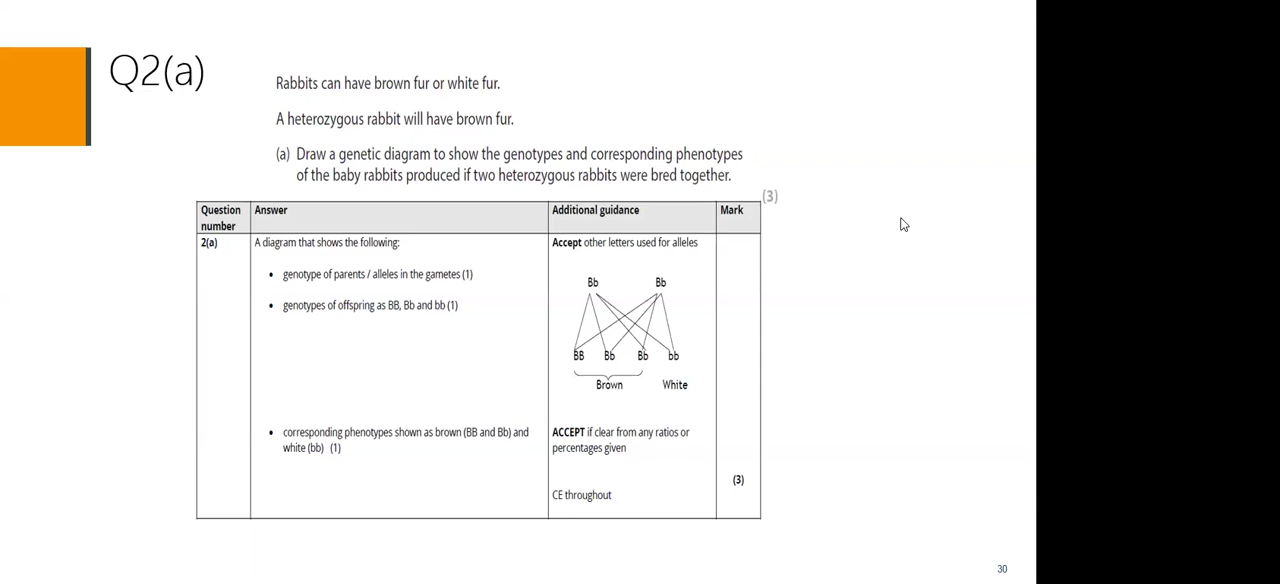 Q2(a)
Rabbits can have brown fur or white fur.
A heterozygous rabbit will have brown fur.
(a) Draw a genetic diagram to show the genotypes and corresponding phenotypes
of the baby rabbits produced if two heterozygous rabbits were bred together.
(3)
Question number
Answer
Additional guidance
Mark
2(a)
A diagram that shows the following:
• genotype of parents / alleles in the gametes (1)
• genotypes of offspring as BB, Bb and bb (1)
Accept other letters used for alleles
Bb Bb
BB Bb Bb bb
Brown White
• corresponding phenotypes shown as brown (BB and Bb) and
white (bb) (1)
ACCEPT if clear from any ratios or
percentages given
CE throughout
(3)
30